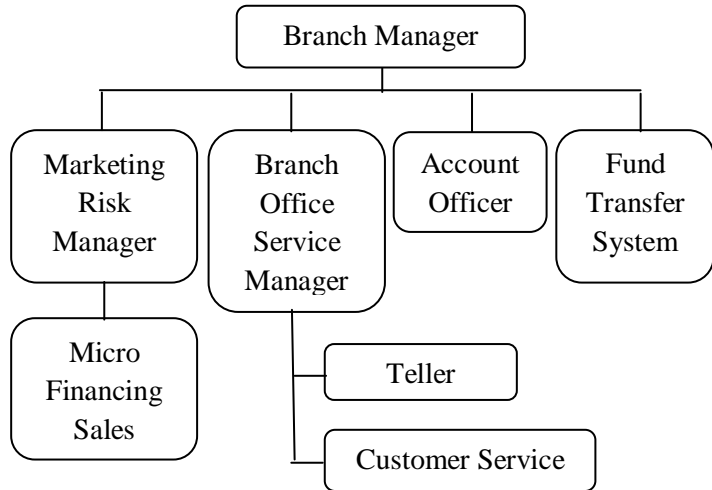 Branch Manager
Marketing
Risk
Manager
Branch
Office
Service
Manager
Account
Officer
Fund
Transfer
System
Micro
Financing
Sales
Teller
Customer Service